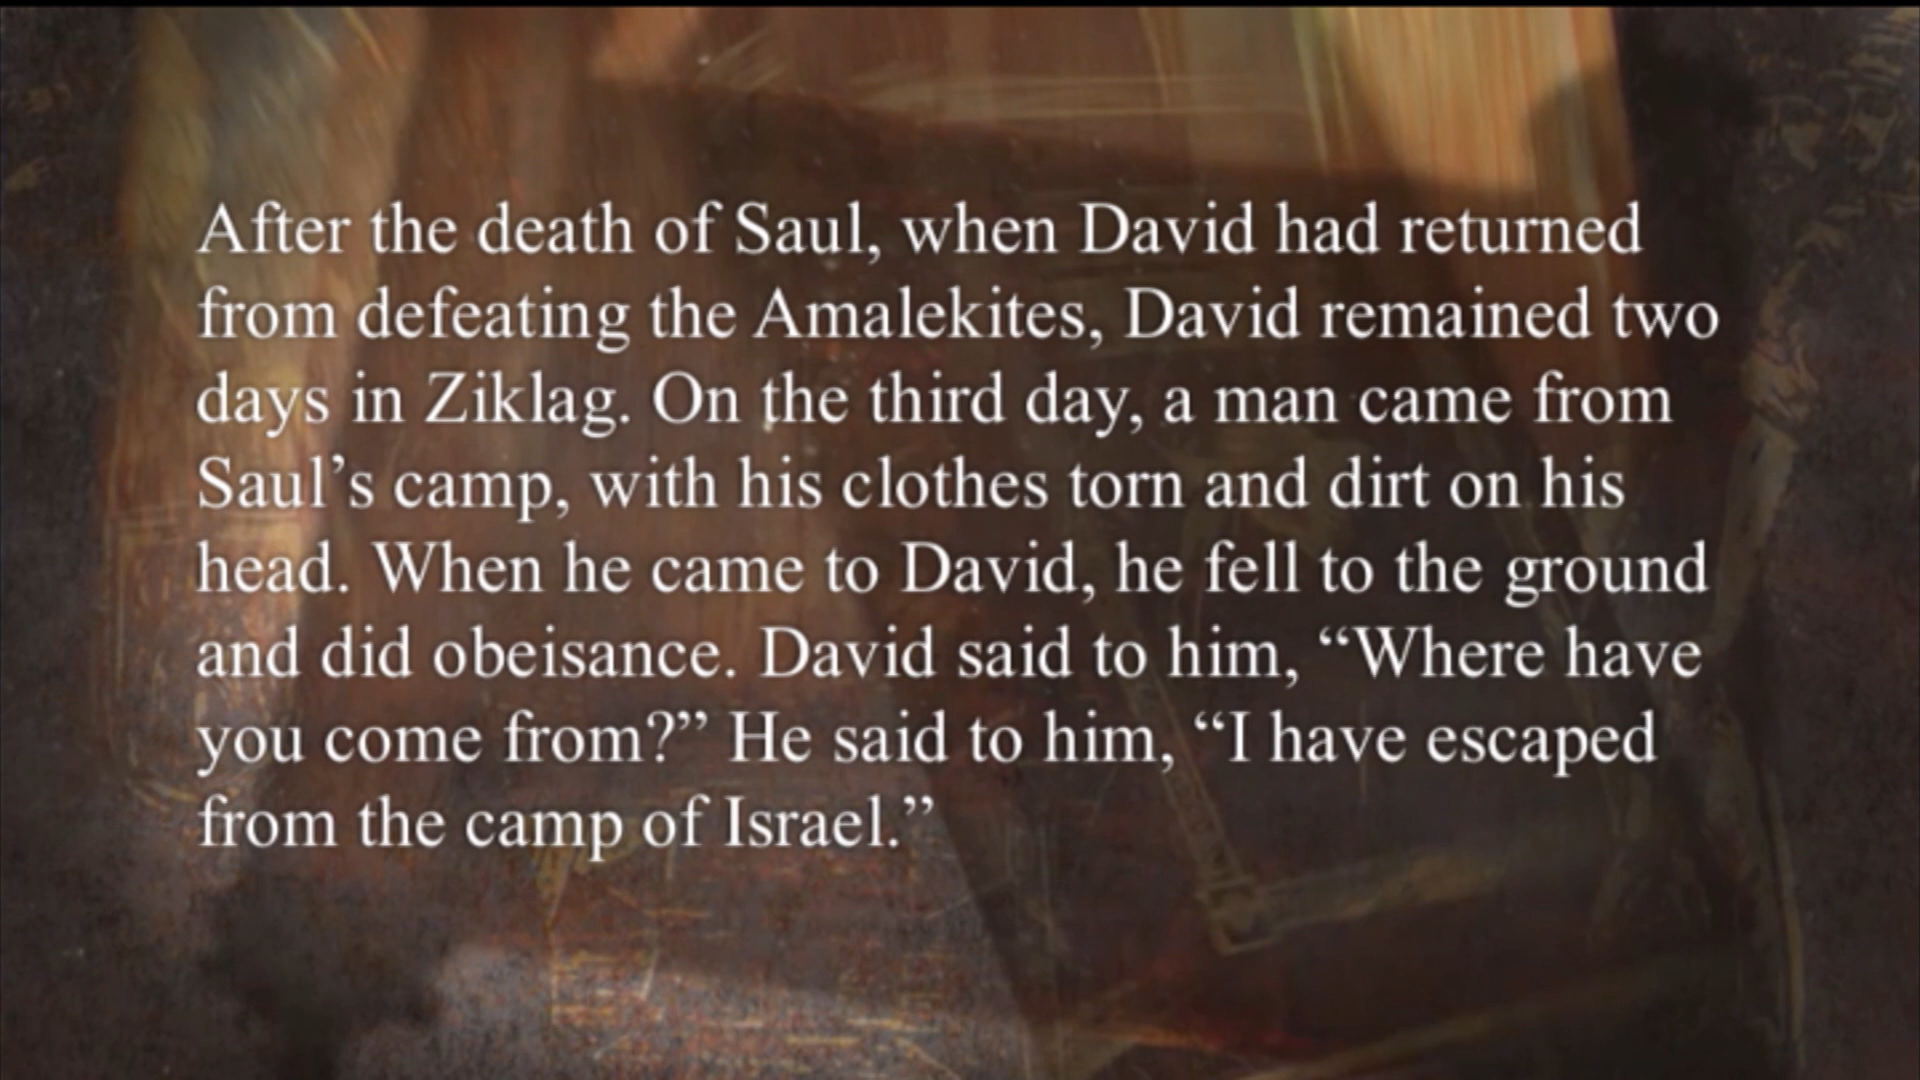 After the death of Saul, when David had returned
from defeating the Amalekites, David remained two
days in Ziklag. On the third day, a man came from
Saul’s camp, with his clothes torn and dirt on his
head. When he came to David, he fell to the ground
and did obeisance. David said to him, “Where have
you come from?” He said to him, “I have escaped
from the camp of Israel.”